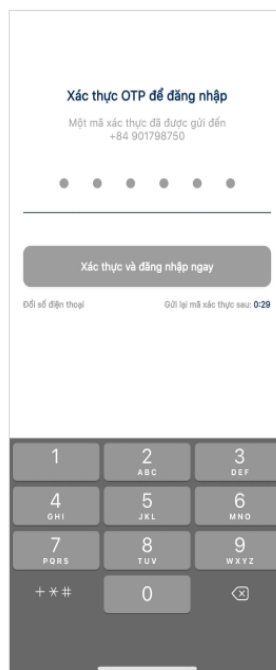 Xác thực OTP để đăng nhập
Một mã xác thực đã được gửi đến
+84 901798750
Xác thực và đăng nhập ngay
Đổi số điện thoại Gửi lại mã xác thực sau: 0:29
1 2 3
ABC DEF
4 5 6
GHI JKL MNO
7 8 9
PQRS TUV WXYZ
+*# 0